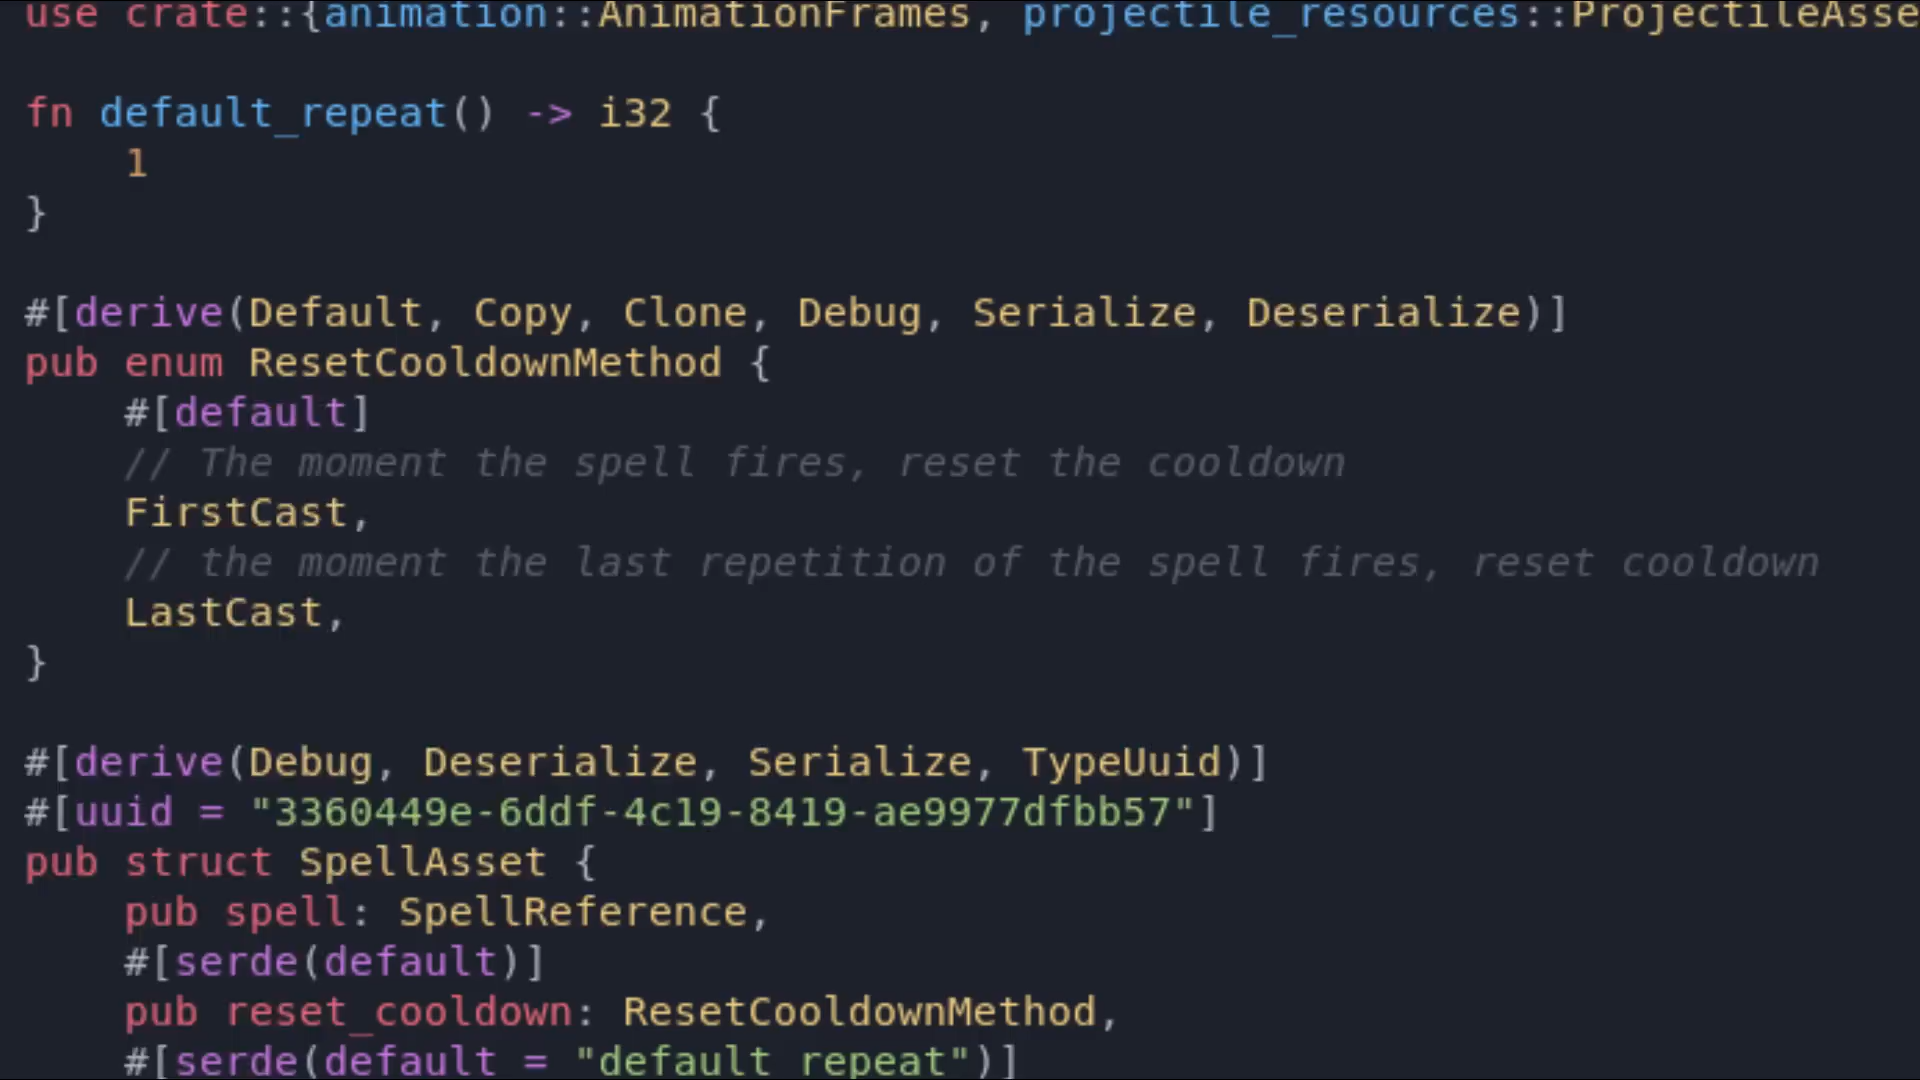 use crate::{animation::AnimationFrames, projectile_resources::ProjectileAsse
fn default_repeat() -> i32 {
    1
}
#[derive(Default, Copy, Clone, Debug, Serialize, Deserialize)]
pub enum ResetCooldownMethod {
    #[default]
    // The moment the spell fires, reset the cooldown
    FirstCast,
    // the moment the last repetition of the spell fires, reset cooldown
    LastCast,
}
#[derive(Debug, Deserialize, Serialize, TypeUuid)]
#[uuid = "3360449e-6ddf-4c19-8419-ae9977dfbb57"]
pub struct SpellAsset {
    pub spell: SpellReference,
    #[serde(default)]
    pub reset_cooldown: ResetCooldownMethod,
    #[serde(default = "default_repeat")]